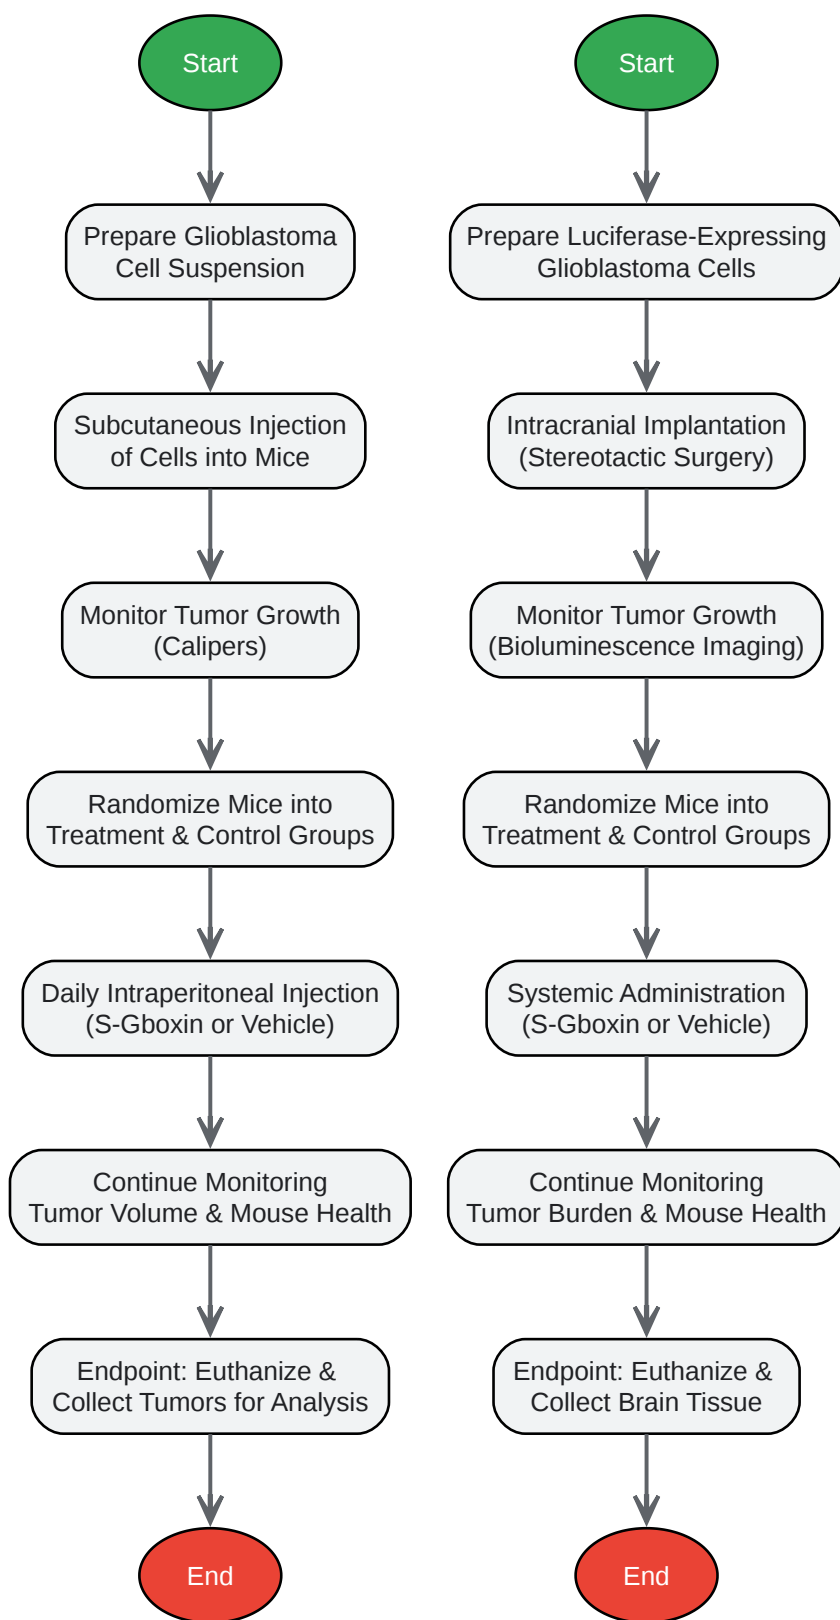 Start
Prepare Glioblastoma
Cell Suspension
Subcutaneous Injection
of Cells into Mice
Monitor Tumor Growth
(Calipers)
Randomize Mice into
Treatment & Control Groups
Daily Intraperitoneal Injection
(S-Gboxin or Vehicle)
Continue Monitoring
Tumor Volume & Mouse Health
Endpoint: Euthanize &
Collect Tumors for Analysis
End
Start
Prepare Luciferase-Expressing
Glioblastoma Cells
Intracranial Implantation
(Stereotactic Surgery)
Monitor Tumor Growth
(Bioluminescence Imaging)
Randomize Mice into
Treatment & Control Groups
Systemic Administration
(S-Gboxin or Vehicle)
Continue Monitoring
Tumor Burden & Mouse Health
Endpoint: Euthanize &
Collect Brain Tissue
End